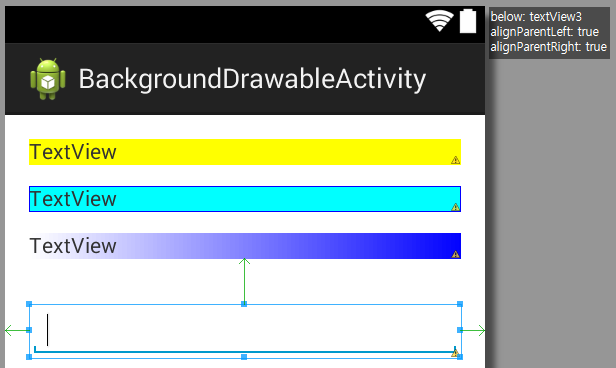 below: textView3
alignParentLeft: true
alignParentRight: true
BackgroundDrawableActivity
TextView
TextView
TextView